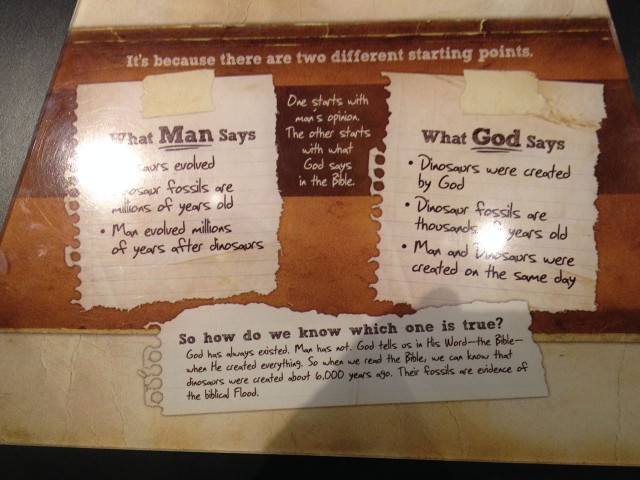 It's because there are two different starting points.
What Man Says
evolved
fossils are
millions of years old
• Man evolved millions
of years after dinosaurs
One starts with
man's opinion.
The other starts
with what
God says
in the Bible.
What God Says
• Dinosaurs were created
by God
• Dinosaur fossils are
thousands of years old
• Man and Dinosaurs were
created on the same day
So how do we know which one is true?
God has always existed. Man has not. God tells us in His Word—the Bible—
when He created everything. So when we read the Bible, we can know that
dinosaurs were created about 6,000 years ago. Their fossils are evidence of
the biblical Flood.